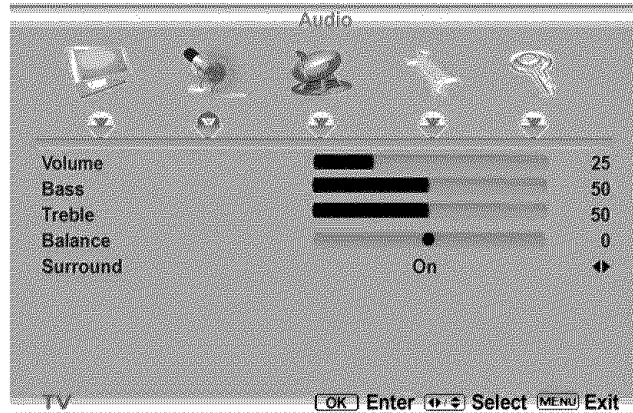 Audio
Volume 25
Bass 50
Treble 50
Balance 0
Surround On
TV OK Enter Select MENU Exit